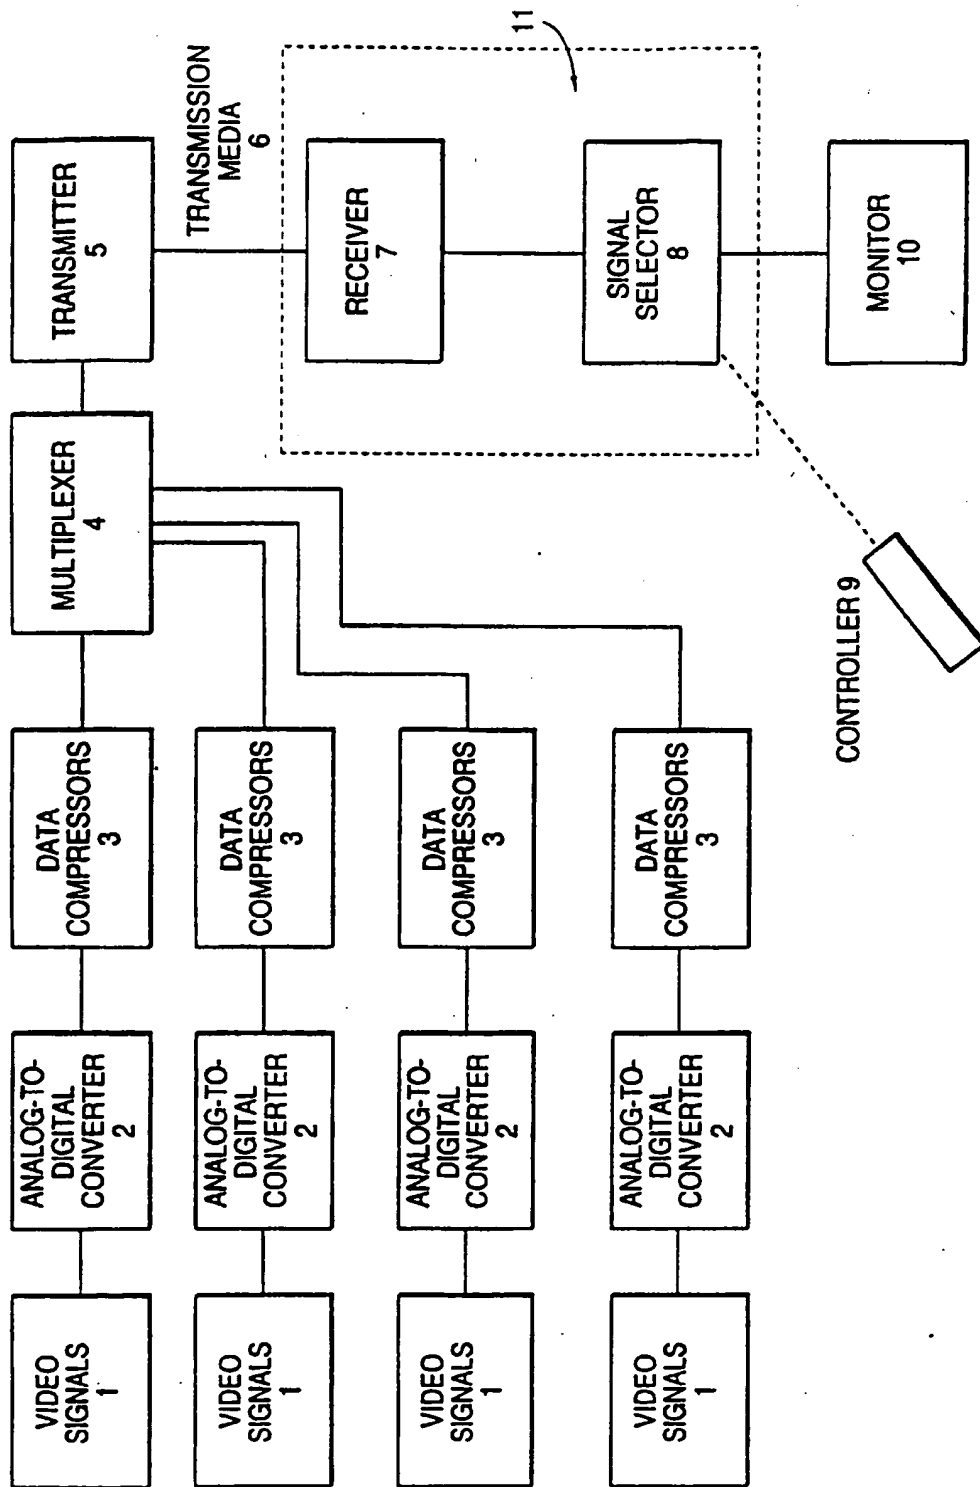 VIDEO
SIGNALS
1
ANALOG-TO-
DIGITAL
CONVERTER
2
DATA
COMPRESSORS
3
MULTIPLEXER
4
TRANSMITTER
5
VIDEO
SIGNALS
1
ANALOG-TO-
DIGITAL
CONVERTER
2
DATA
COMPRESSORS
3
VIDEO
SIGNALS
1
ANALOG-TO-
DIGITAL
CONVERTER
2
DATA
COMPRESSORS
3
VIDEO
SIGNALS
1
ANALOG-TO-
DIGITAL
CONVERTER
2
DATA
COMPRESSORS
3
TRANSMISSION
MEDIA
6
RECEIVER
7
11
SIGNAL
SELECTOR
8
CONTROLLER 9
MONITOR
10